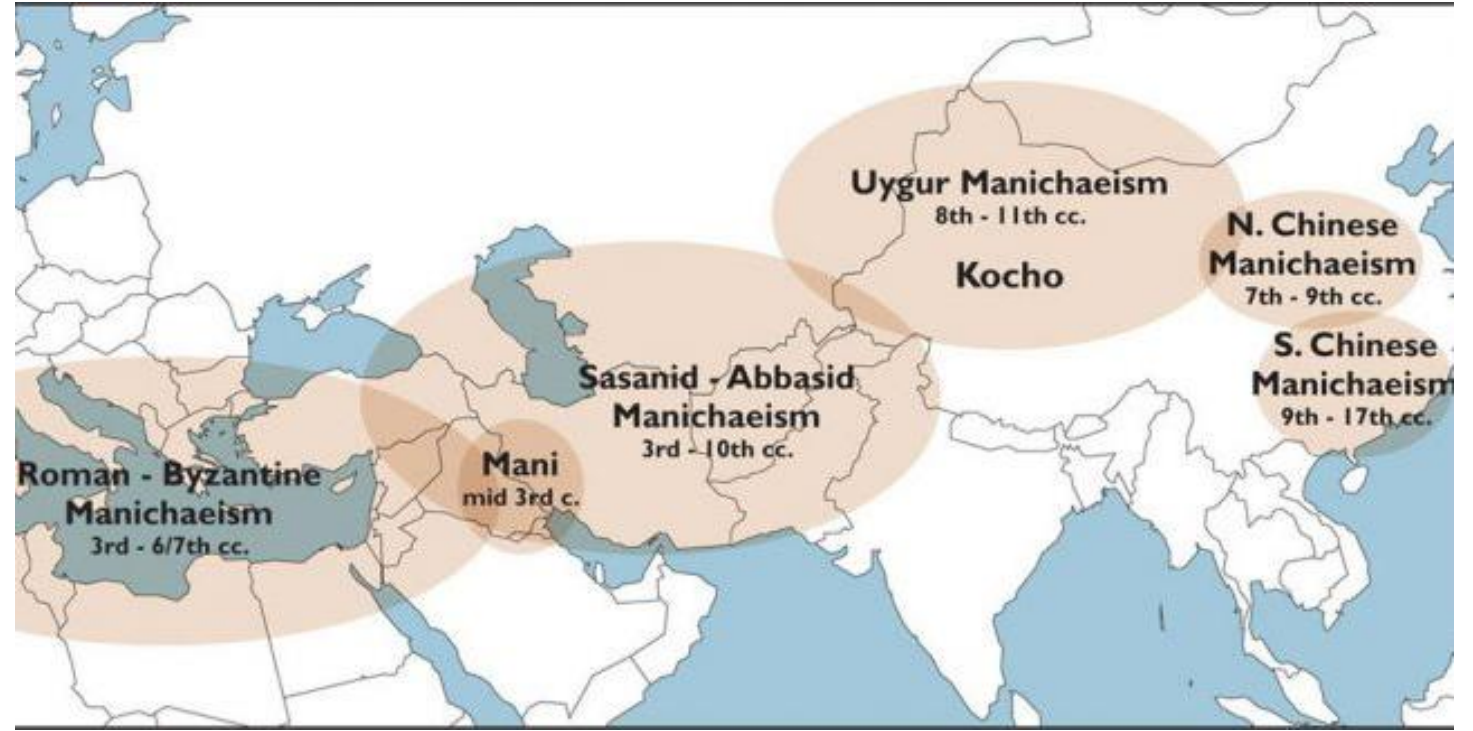 Uygur Manichaeism
8th - 11th cc.
Kocho
N. Chinese
Manichaeism
7th - 9th cc.
S. Chinese
Manichaeism
9th - 17th cc.
Sasanid - Abbasid
Manichaeism
3rd - 10th cc.
Mani
mid 3rd c.
Roman - Byzantine
Manichaeism
3rd - 6/7th cc.